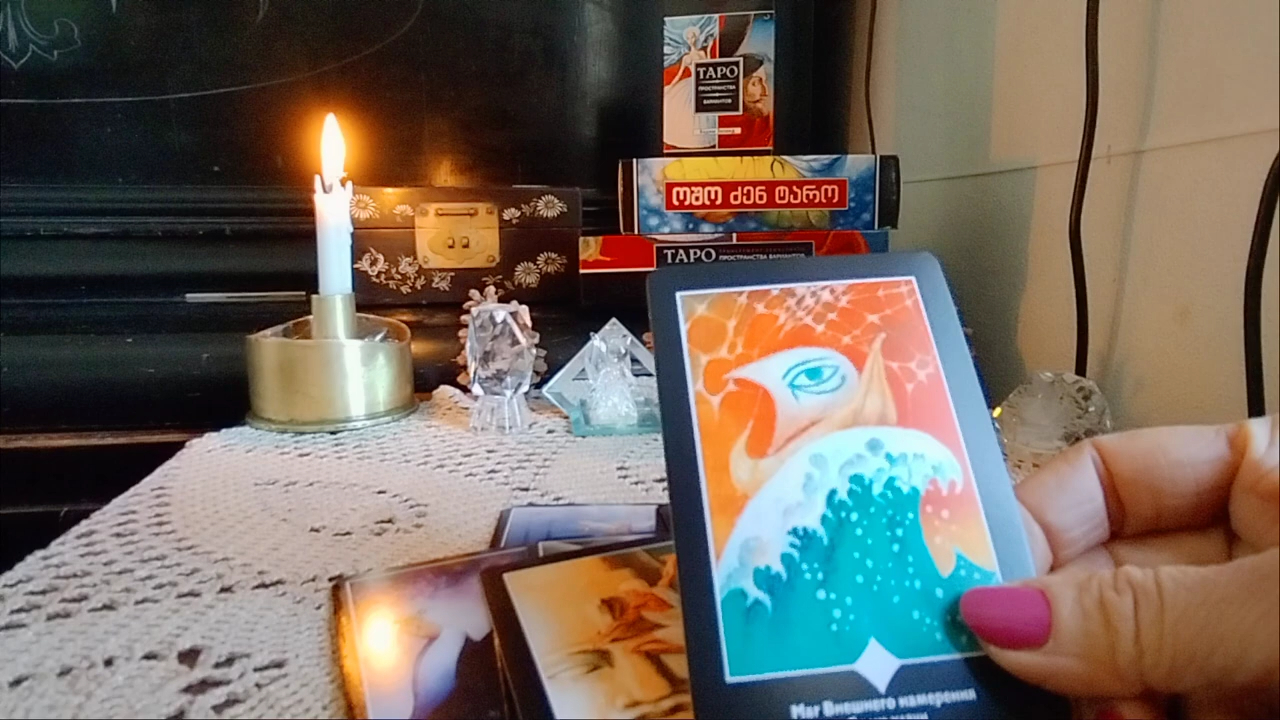 ТАРО
ПРОСТРАНСТВА
ВАРИАНТОВ
ოშო ძენ ტარო
ТАРО
ПРОСТРАНСТВА ВАРИАНТОВ
Маг Внешнего намерения